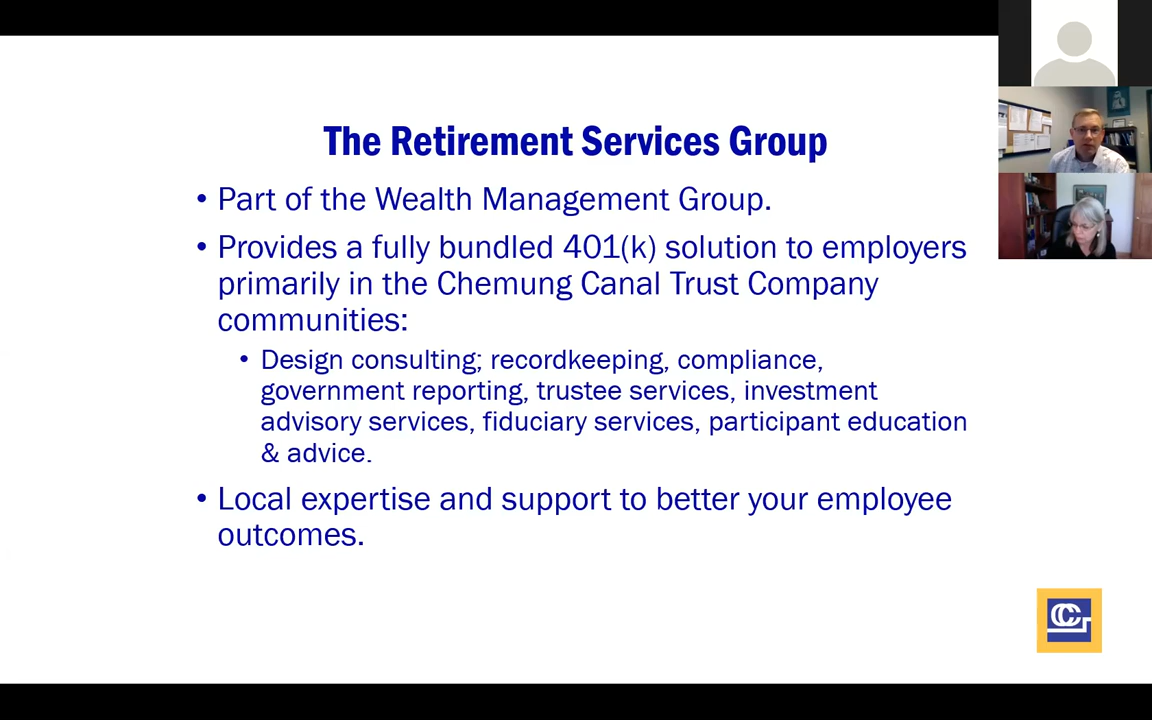 The Retirement Services Group
• Part of the Wealth Management Group.
• Provides a fully bundled 401(k) solution to employers
primarily in the Chemung Canal Trust Company
communities:
• Design consulting; recordkeeping, compliance,
government reporting, trustee services, investment
advisory services, fiduciary services, participant education
& advice.
• Local expertise and support to better your employee
outcomes.